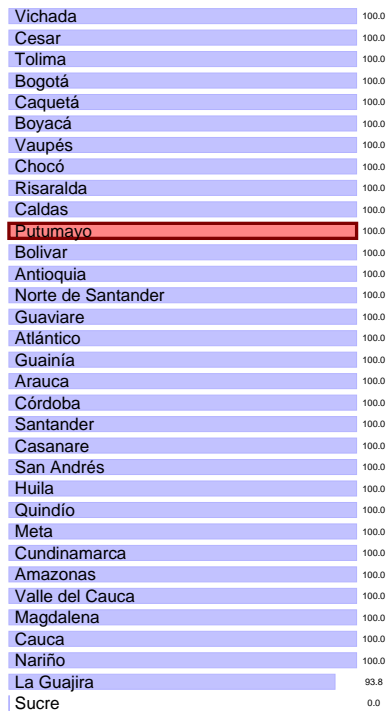 Vichada 100.0
Cesar 100.0
Tolima 100.0
Bogotá 100.0
Caquetá 100.0
Boyacá 100.0
Vaupés 100.0
Chocó 100.0
Risaralda 100.0
Caldas 100.0
Putumayo 100.0
Bolivar 100.0
Antioquia 100.0
Norte de Santander 100.0
Guaviare 100.0
Atlántico 100.0
Guainía 100.0
Arauca 100.0
Córdoba 100.0
Santander 100.0
Casanare 100.0
San Andrés 100.0
Huila 100.0
Quindío 100.0
Meta 100.0
Cundinamarca 100.0
Amazonas 100.0
Valle del Cauca 100.0
Magdalena 100.0
Cauca 100.0
Nariño 100.0
La Guajira 93.8
Sucre 0.0